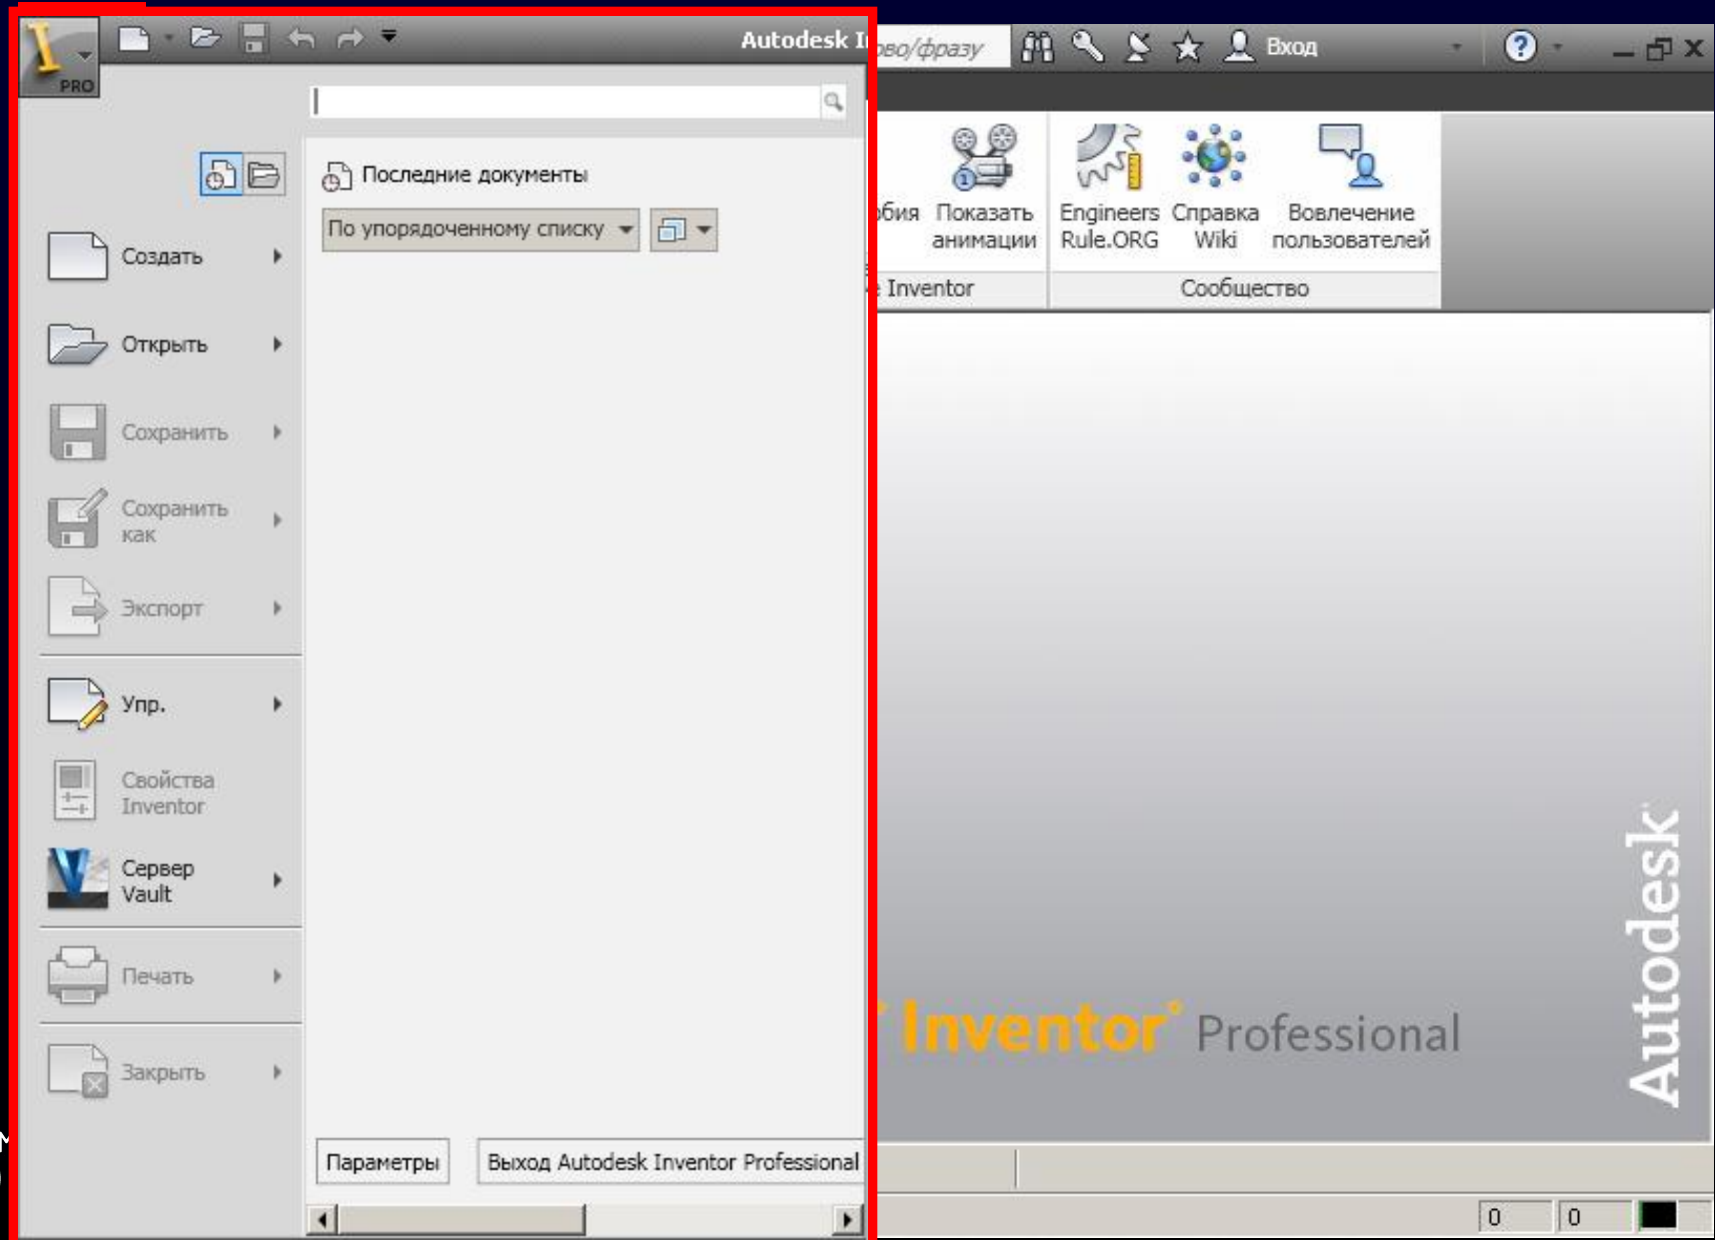 Autodesk
PRO
во/фразу
Вход
Последние документы
По упорядоченному списку
Создать
Открыть
Сохранить
Сохранить
как
Экспорт
Упр.
Свойства
Inventor
Сервер
Vault
Печать
Закрыть
Параметры
Выход Autodesk Inventor Professional
Показать
анимации
Engineers
Rule.ORG
Справка
Wiki
Вовлечение
пользователей
Inventor
Сообщество
Inventor Professional
Autodesk
0
0